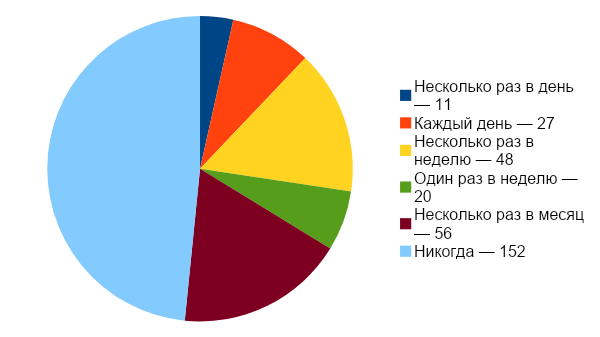 Несколько раз в день
— 11
Каждый день — 27
Несколько раз в
неделю — 48
Один раз в неделю —
20
Несколько раз в месяц
— 56
Никогда — 152